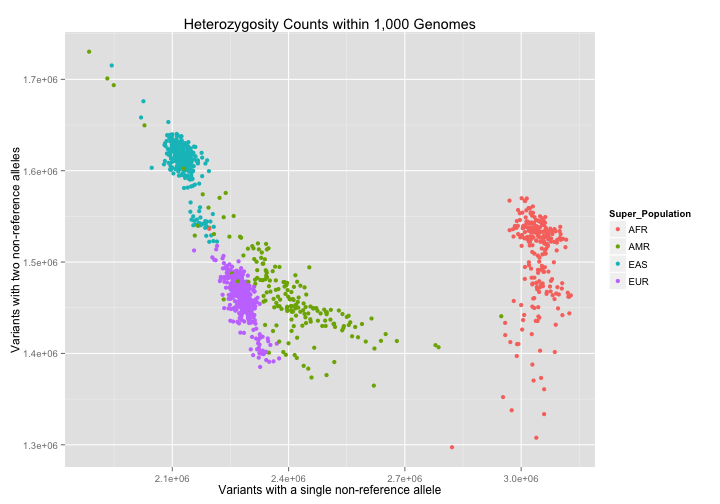 Heterozygosity Counts within 1,000 Genomes
Variants with two non-reference alleles
1.7e+06
1.6e+06
1.5e+06
1.4e+06
1.3e+06
2.1e+06 2.4e+06 2.7e+06 3.0e+06
Variants with a single non-reference allele
Super_Population
AFR
AMR
EAS
EUR